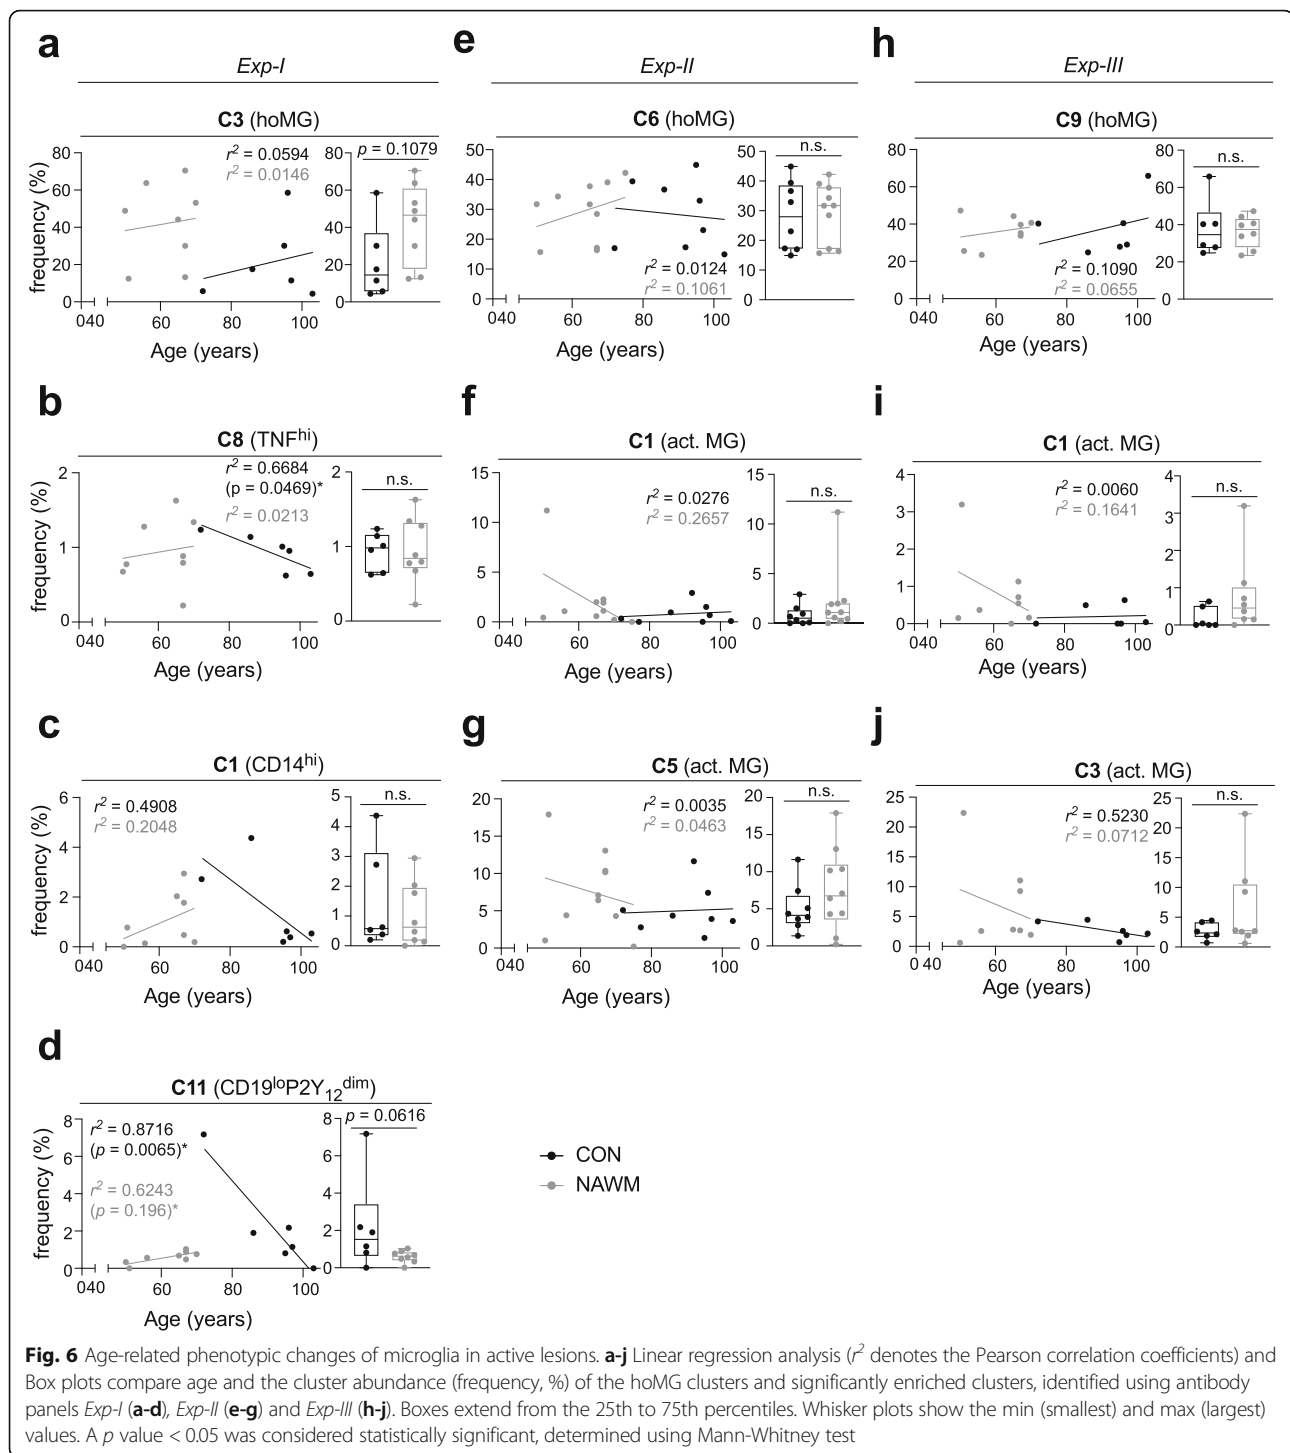 a
Exp-I
C3 (hoMG)
frequency (%)
80
60
40
20
0
r² = 0.0594
r² = 0.0146
040 60 80 100
Age (years)
p = 0.1079
80
60
40
20
0
e
Exp-II
C6 (hoMG)
50
40
30
20
10
0
r² = 0.0124
r² = 0.1061
040 60 80 100
Age (years)
n.s.
50
40
30
20
10
0
h
Exp-III
C9 (hoMG)
80
60
40
20
0
r² = 0.1090
r² = 0.0655
040 60 80 100
Age (years)
n.s.
80
60
40
20
0
b
C8 (TNFhi)
frequency (%)
2
1
0
r² = 0.6684
(p = 0.0469)*
r² = 0.0213
040 60 80 100
Age (years)
n.s.
2
1
0
f
C1 (act. MG)
15
10
5
0
r² = 0.0276
r² = 0.2657
040 60 80 100
Age (years)
n.s.
15
10
5
0
i
C1 (act. MG)
4
3
2
1
0
r² = 0.0060
r² = 0.1641
040 60 80 100
Age (years)
n.s.
4
3
2
1
0
c
C1 (CD14hi)
frequency (%)
6
4
2
0
r² = 0.4908
r² = 0.2048
040 60 80 100
Age (years)
n.s.
5
4
3
2
1
0
g
C5 (act. MG)
20
15
10
5
0
r² = 0.0035
r² = 0.0463
040 60 80 100
Age (years)
n.s.
20
15
10
5
0
j
C3 (act. MG)
25
20
15
10
5
0
r² = 0.5230
r² = 0.0712
0 40 60 80 100
Age (years)
n.s.
25
20
15
10
5
0
d
C11 (CD19loP2Y12dim)
frequency (%)
8
6
4
2
0
r² = 0.8716
(p = 0.0065)*
r² = 0.6243
(p = 0.196)*
040 60 80 100
Age (years)
p = 0.0616
8
6
4
2
0
CON
NAWM
Fig. 6 Age-related phenotypic changes of microglia in active lesions. a-j Linear regression analysis (r² denotes the Pearson correlation coefficients) and
Box plots compare age and the cluster abundance (frequency, %) of the hoMG clusters and significantly enriched clusters, identified using antibody
panels Exp-I (a-d), Exp-II (e-g) and Exp-III (h-j). Boxes extend from the 25th to 75th percentiles. Whisker plots show the min (smallest) and max (largest)
values. A p value < 0.05 was considered statistically significant, determined using Mann-Whitney test